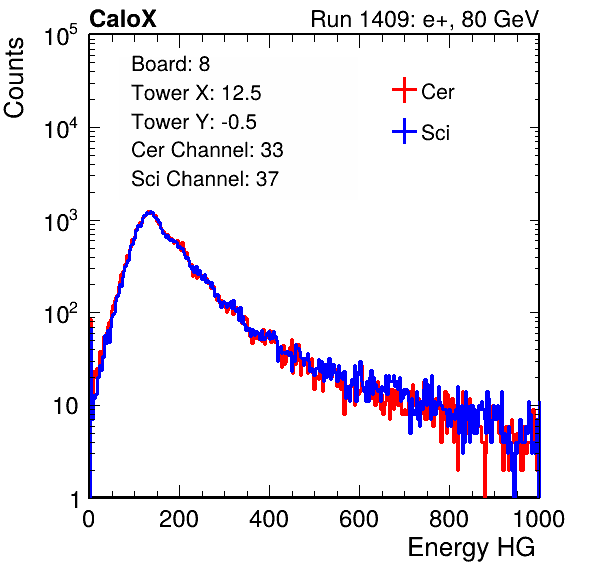 CaloX
Run 1409: e+, 80 GeV
Counts
Board: 8
Tower X: 12.5
Tower Y: -0.5
Cer Channel: 33
Sci Channel: 37
Cer
Sci
10^5
10^4
10^3
10^2
10
1
0 200 400 600 800 1000
Energy HG